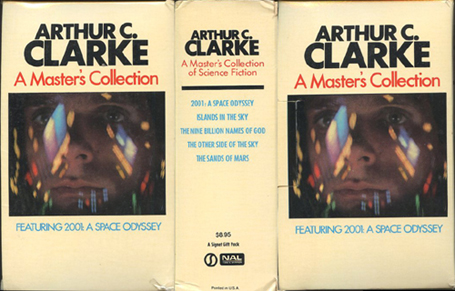 ARTHUR C.
CLARKE
A Master's Collection
FEATURING 2001: A SPACE ODYSSEY
ARTHUR C.
CLARKE
A Master's Collection
of Science Fiction
2001: A SPACE ODYSSEY
ISLANDS IN THE SKY
THE NINE BILLION NAMES OF GOD
THE OTHER SIDE OF THE SKY
THE SANDS OF MARS
$8.95
A Signet Gift Pack
NAL
Printed in U.S.A.
ARTHUR C.
CLARKE
A Master's Collection
FEATURING 2001: A SPACE ODYSSEY